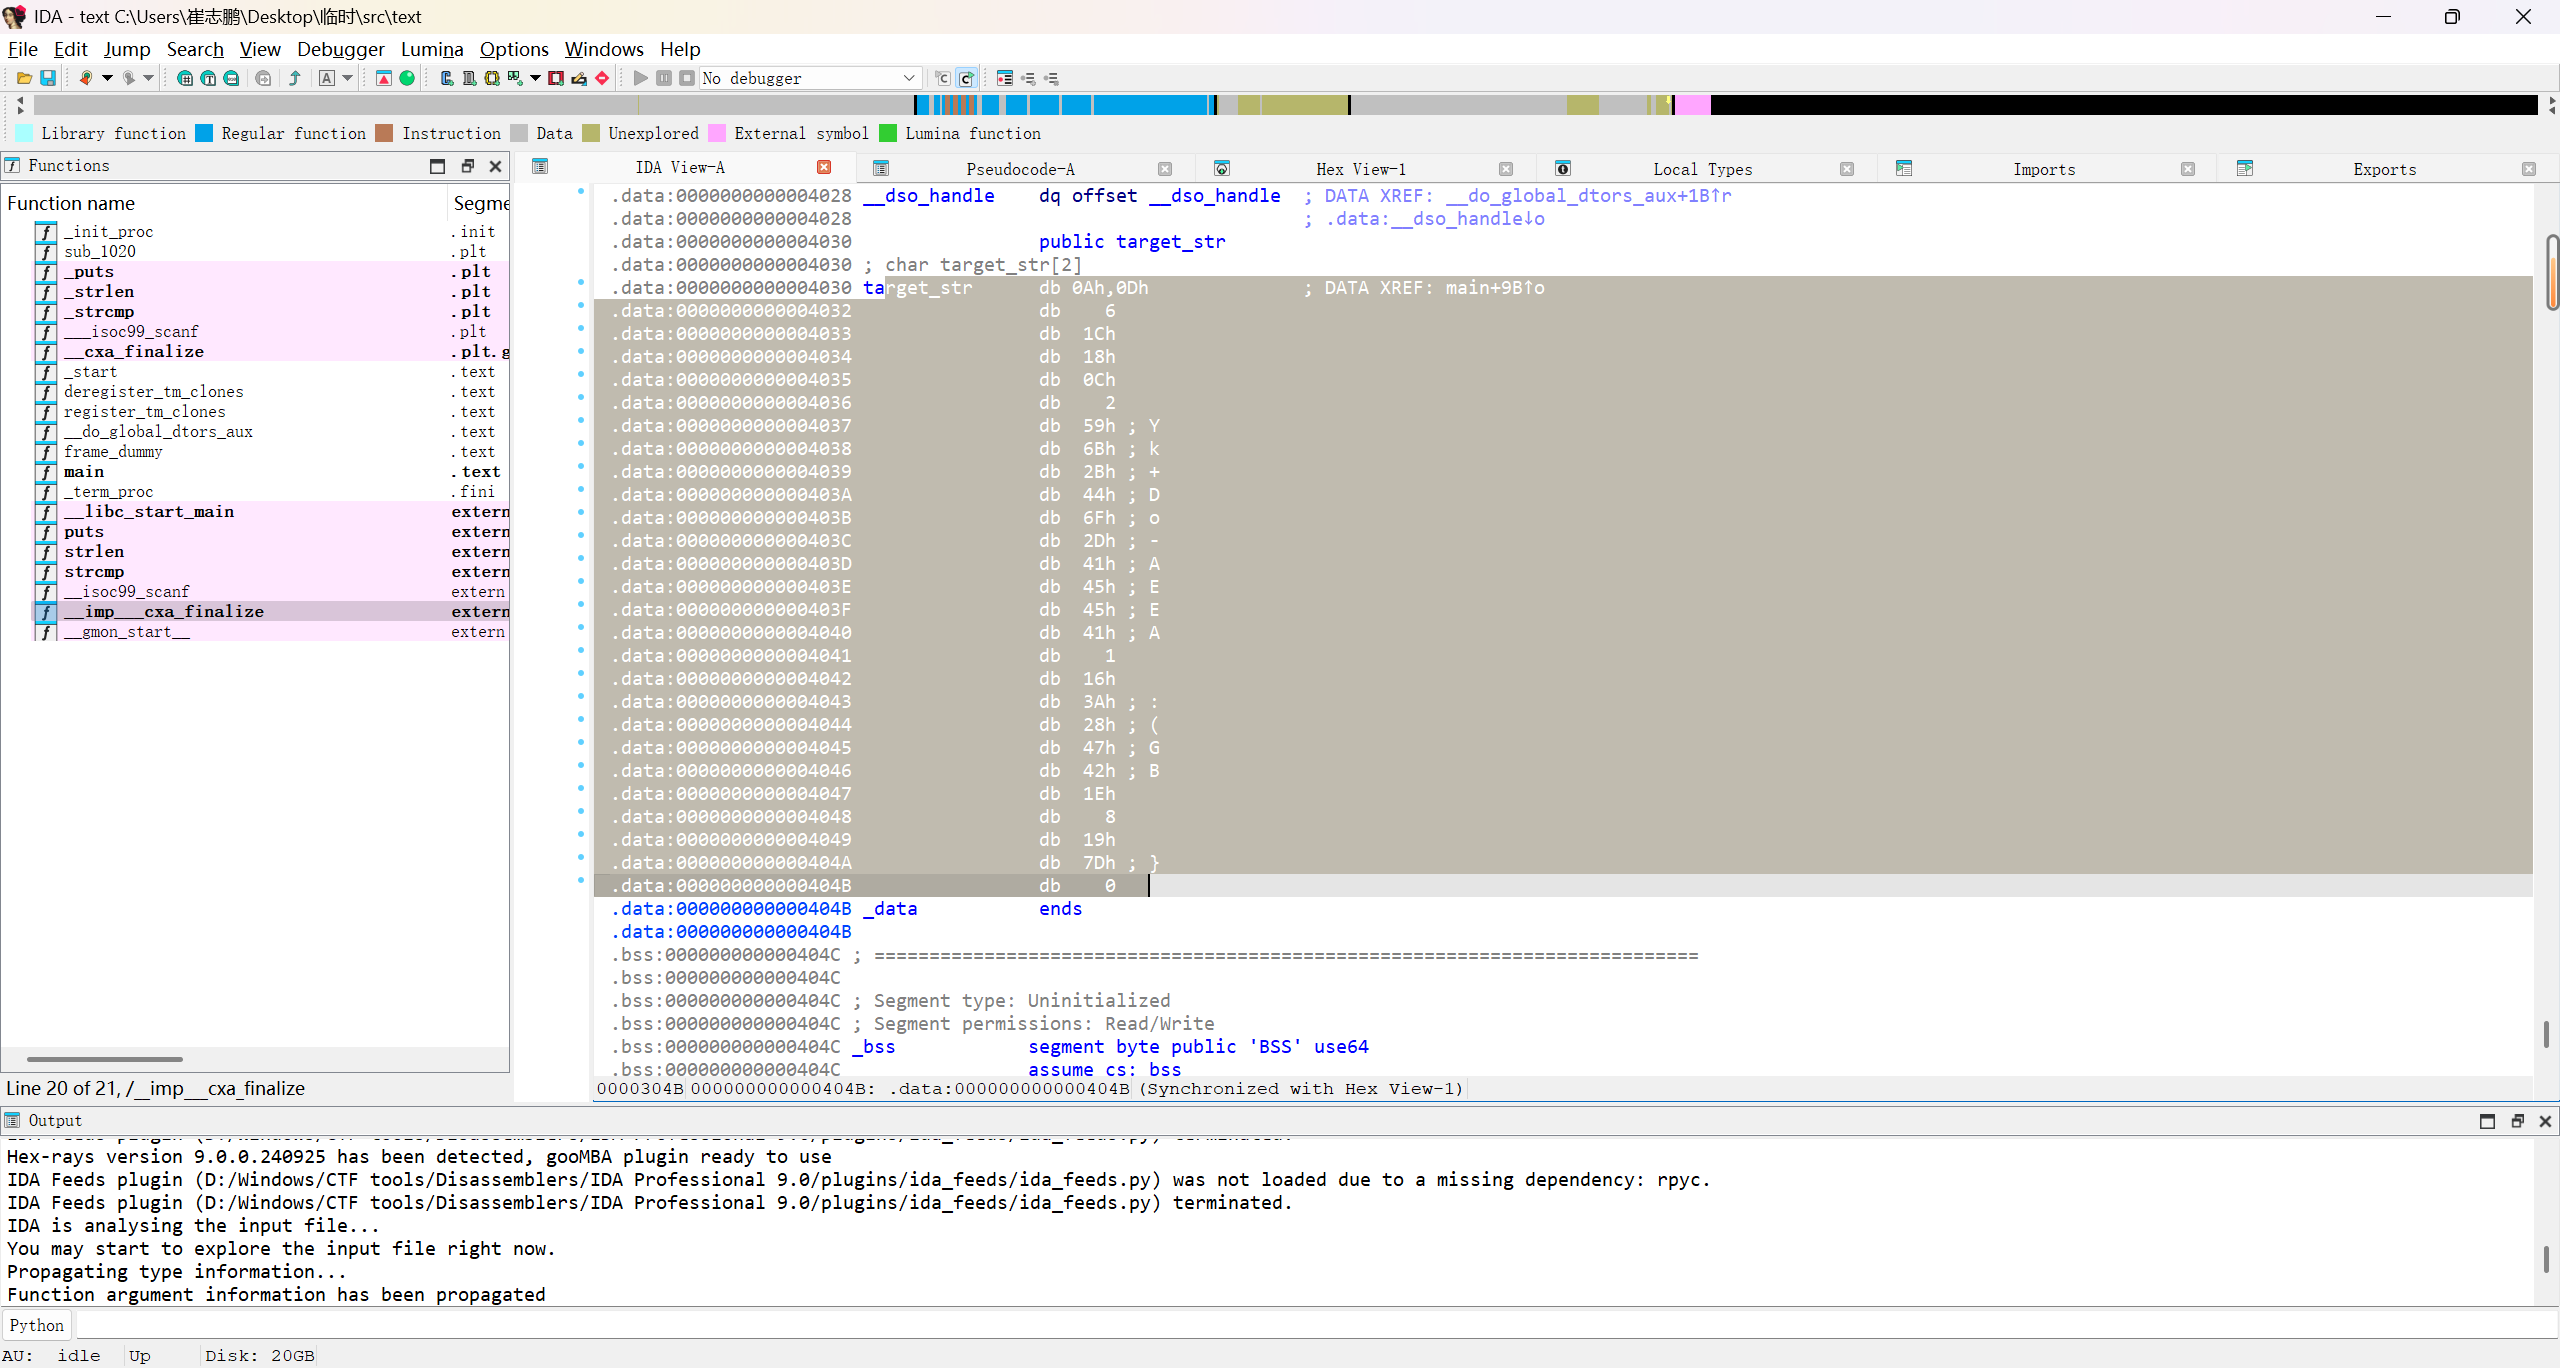 IDA - text C:\Users\崔志鹏\Desktop\临时\src\text
File Edit Jump Search View Debugger Lumina Options Windows Help
No debugger
Library function Regular function Instruction Data Unexplored External symbol Lumina function
Functions
Function name Segme
_init_proc .init
sub_1020 .plt
_puts .plt
_strlen .plt
_strcmp .plt
___isoc99_scanf .plt
__cxa_finalize .plt.g
_start .text
deregister_tm_clones .text
register_tm_clones .text
__do_global_dtors_aux .text
frame_dummy .text
main .text
_term_proc .fini
__libc_start_main extern
puts extern
strlen extern
strcmp extern
__isoc99_scanf extern
__imp___cxa_finalize extern
__gmon_start__ extern
Line 20 of 21, /__imp___cxa_finalize
IDA View-A Pseudocode-A Hex View-1 Local Types Imports Exports
.data:0000000000004028 __dso_handle dq offset __dso_handle ; DATA XREF: __do_global_dtors_aux+1B↑r
.data:0000000000004028 ; .data:__dso_handle↓o
.data:0000000000004030 public target_str
.data:0000000000004030 ; char target_str[2]
.data:0000000000004030 target_str db 0Ah,0Dh ; DATA XREF: main+9B↑o
.data:0000000000004032 db 6
.data:0000000000004033 db 1Ch
.data:0000000000004034 db 18h
.data:0000000000004035 db 0Ch
.data:0000000000004036 db 2
.data:0000000000004037 db 59h ; Y
.data:0000000000004038 db 6Bh ; k
.data:0000000000004039 db 2Bh ; +
.data:000000000000403A db 44h ; D
.data:000000000000403B db 6Fh ; o
.data:000000000000403C db 2Dh ; -
.data:000000000000403D db 41h ; A
.data:000000000000403E db 45h ; E
.data:000000000000403F db 45h ; E
.data:0000000000004040 db 41h ; A
.data:0000000000004041 db 1
.data:0000000000004042 db 16h
.data:0000000000004043 db 3Ah ; :
.data:0000000000004044 db 28h ; (
.data:0000000000004045 db 47h ; G
.data:0000000000004046 db 42h ; B
.data:0000000000004047 db 1Eh
.data:0000000000004048 db 8
.data:0000000000004049 db 19h
.data:000000000000404A db 7Dh ; }
.data:000000000000404B db 0
.data:000000000000404B _data ends
.data:000000000000404B
.bss:000000000000404C ; ===========================================================================
.bss:000000000000404C
.bss:000000000000404C ; Segment type: Uninitialized
.bss:000000000000404C ; Segment permissions: Read/Write
.bss:000000000000404C _bss segment byte public 'BSS' use64
.bss:000000000000404C assume cs:_bss
0000304B 000000000000404B: .data:000000000000404B (Synchronized with Hex View-1)
Output
Hex-rays version 9.0.0.240925 has been detected, gooMBA plugin ready to use
IDA Feeds plugin (D:/Windows/CTF tools/Disassemblers/IDA Professional 9.0/plugins/ida_feeds/ida_feeds.py) was not loaded due to a missing dependency: rpyc.
IDA Feeds plugin (D:/Windows/CTF tools/Disassemblers/IDA Professional 9.0/plugins/ida_feeds/ida_feeds.py) terminated.
IDA is analysing the input file...
You may start to explore the input file right now.
Propagating type information...
Function argument information has been propagated
Python
AU: idle Up Disk: 20GB